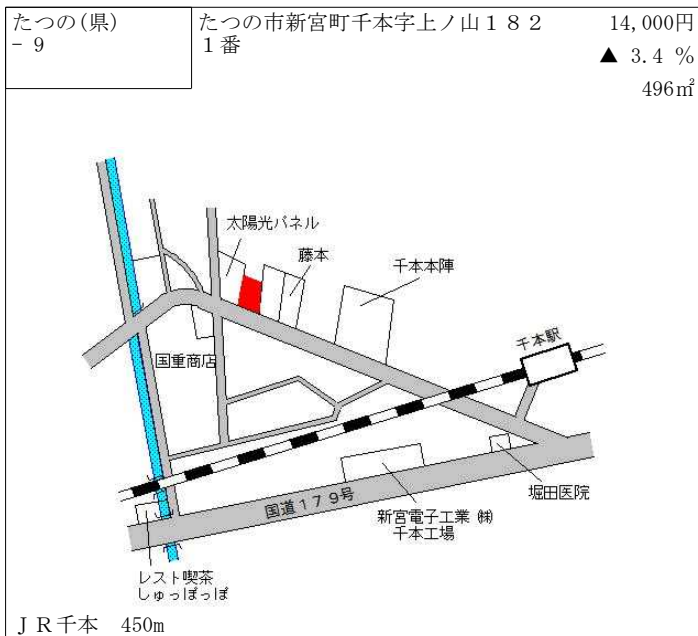 たつの(県)
- 9
たつの市新宮町千本字上ノ山１８２
１番
14,000円
▲ 3.4 %
496㎡
太陽光パネル
藤本
千本本陣
千本駅
国重商店
国道１７９号
堀田医院
新宮電子工業 ㈱
千本工場
レスト喫茶
しゅっぽっぽ
ＪＲ千本　450m